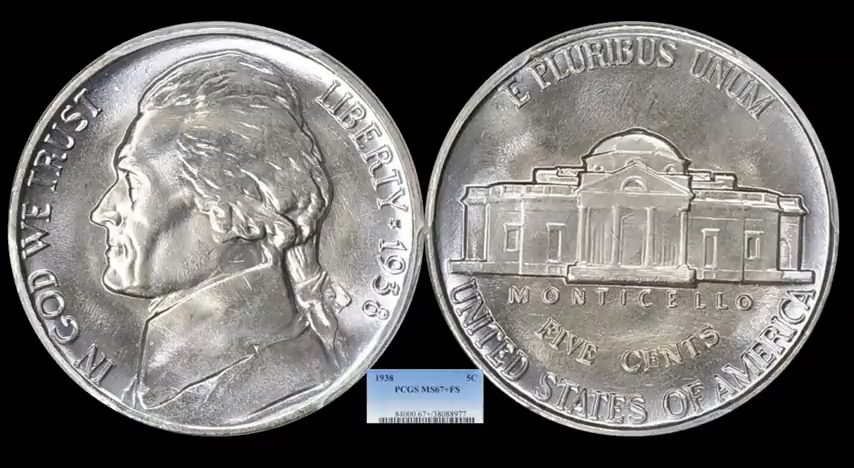 IN GOD WE TRUST
LIBERTY ★ 1938
E PLURIBUS UNUM
MONTICELLO
FIVE CENTS
UNITED STATES OF AMERICA
1938 5C
PCGS MS67+FS
84000.67+/38088977